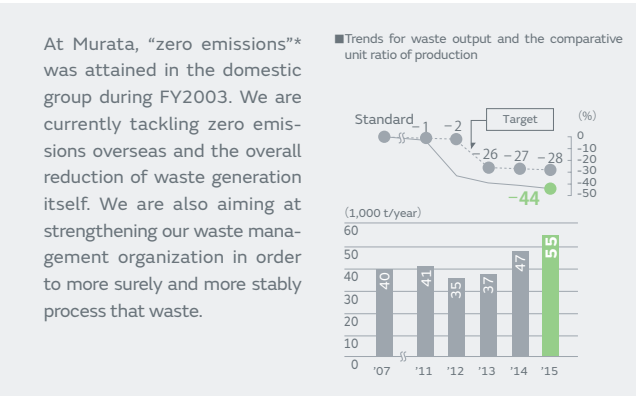 At Murata, “zero emissions”*
was attained in the domestic
group during FY2003. We are
currently tackling zero emis-
sions overseas and the overall
reduction of waste generation
itself. We are also aiming at
strengthening our waste mana-
gement organization in order
to more surely and more stably
process that waste.
■Trends for waste output and the comparative
unit ratio of production
Standard
−1
−2
Target
(%)
−26
−27
−28
−44
0
-10
-20
-30
-40
-50
(1,000 t/year)
60
50
40
30
20
10
0
40
41
35
37
47
55
'07
'11
'12
'13
'14
'15